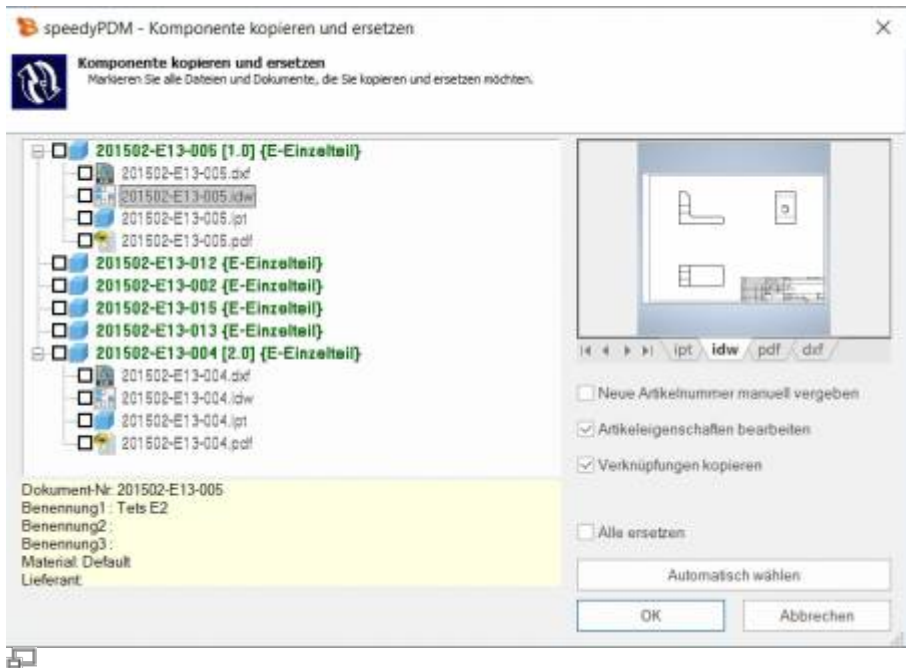 speedyPDM - Komponente kopieren und ersetzen
Komponente kopieren und ersetzen
Markieren Sie alle Dateien und Dokumente, die Sie kopieren und ersetzen möchten.
201502-E13-005 [1.0] {E-Einzelteil}
201502-E13-005.dxf
201502-E13-005.idw
201502-E13-005.ipt
201502-E13-005.pdf
201502-E13-012 {E-Einzelteil}
201502-E13-002 {E-Einzelteil}
201502-E13-015 {E-Einzelteil}
201502-E13-013 {E-Einzelteil}
201502-E13-004 [2.0] {E-Einzelteil}
201502-E13-004.dxf
201502-E13-004.idw
201502-E13-004.ipt
201502-E13-004.pdf
Dokument-Nr: 201502-E13-005
Benennung1 : Tets E2
Benennung2 :
Benennung3 :
Material: Default
Lieferant:
ipt idw pdf dxf
Neue Artikelnummer manuell vergeben
Artikeleigenschaften bearbeiten
Verknüpfungen kopieren
Alle ersetzen
Automatisch wählen
OK Abbrechen